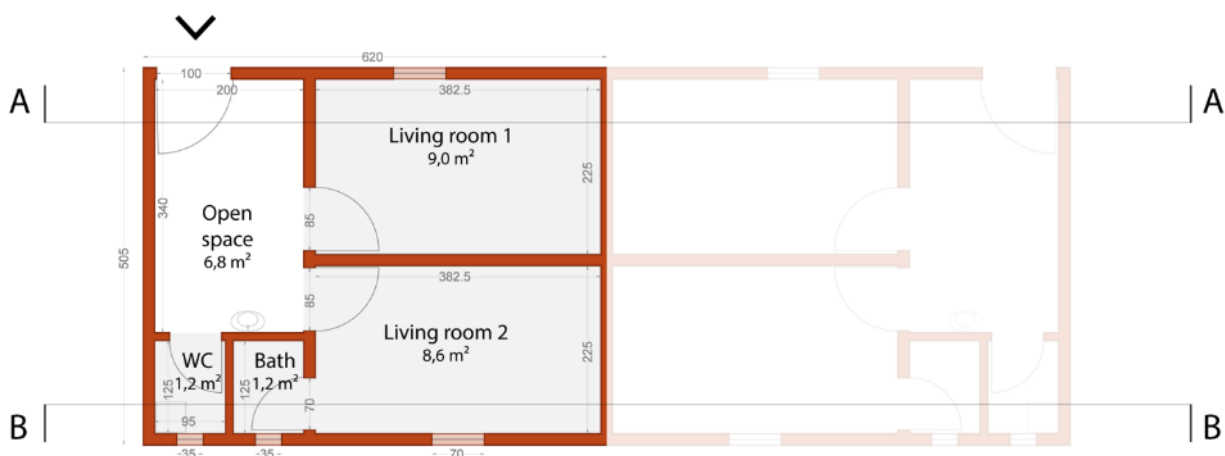 620
100
200
382.5
A
A
Living room 1
9,0 m²
225
340
Open
space
6,8 m²
85
505
382.5
85
Living room 2
8,6 m²
225
WC
1,2 m²
Bath
1,2 m²
125
125
70
95
B
B
-35-
-35-
70